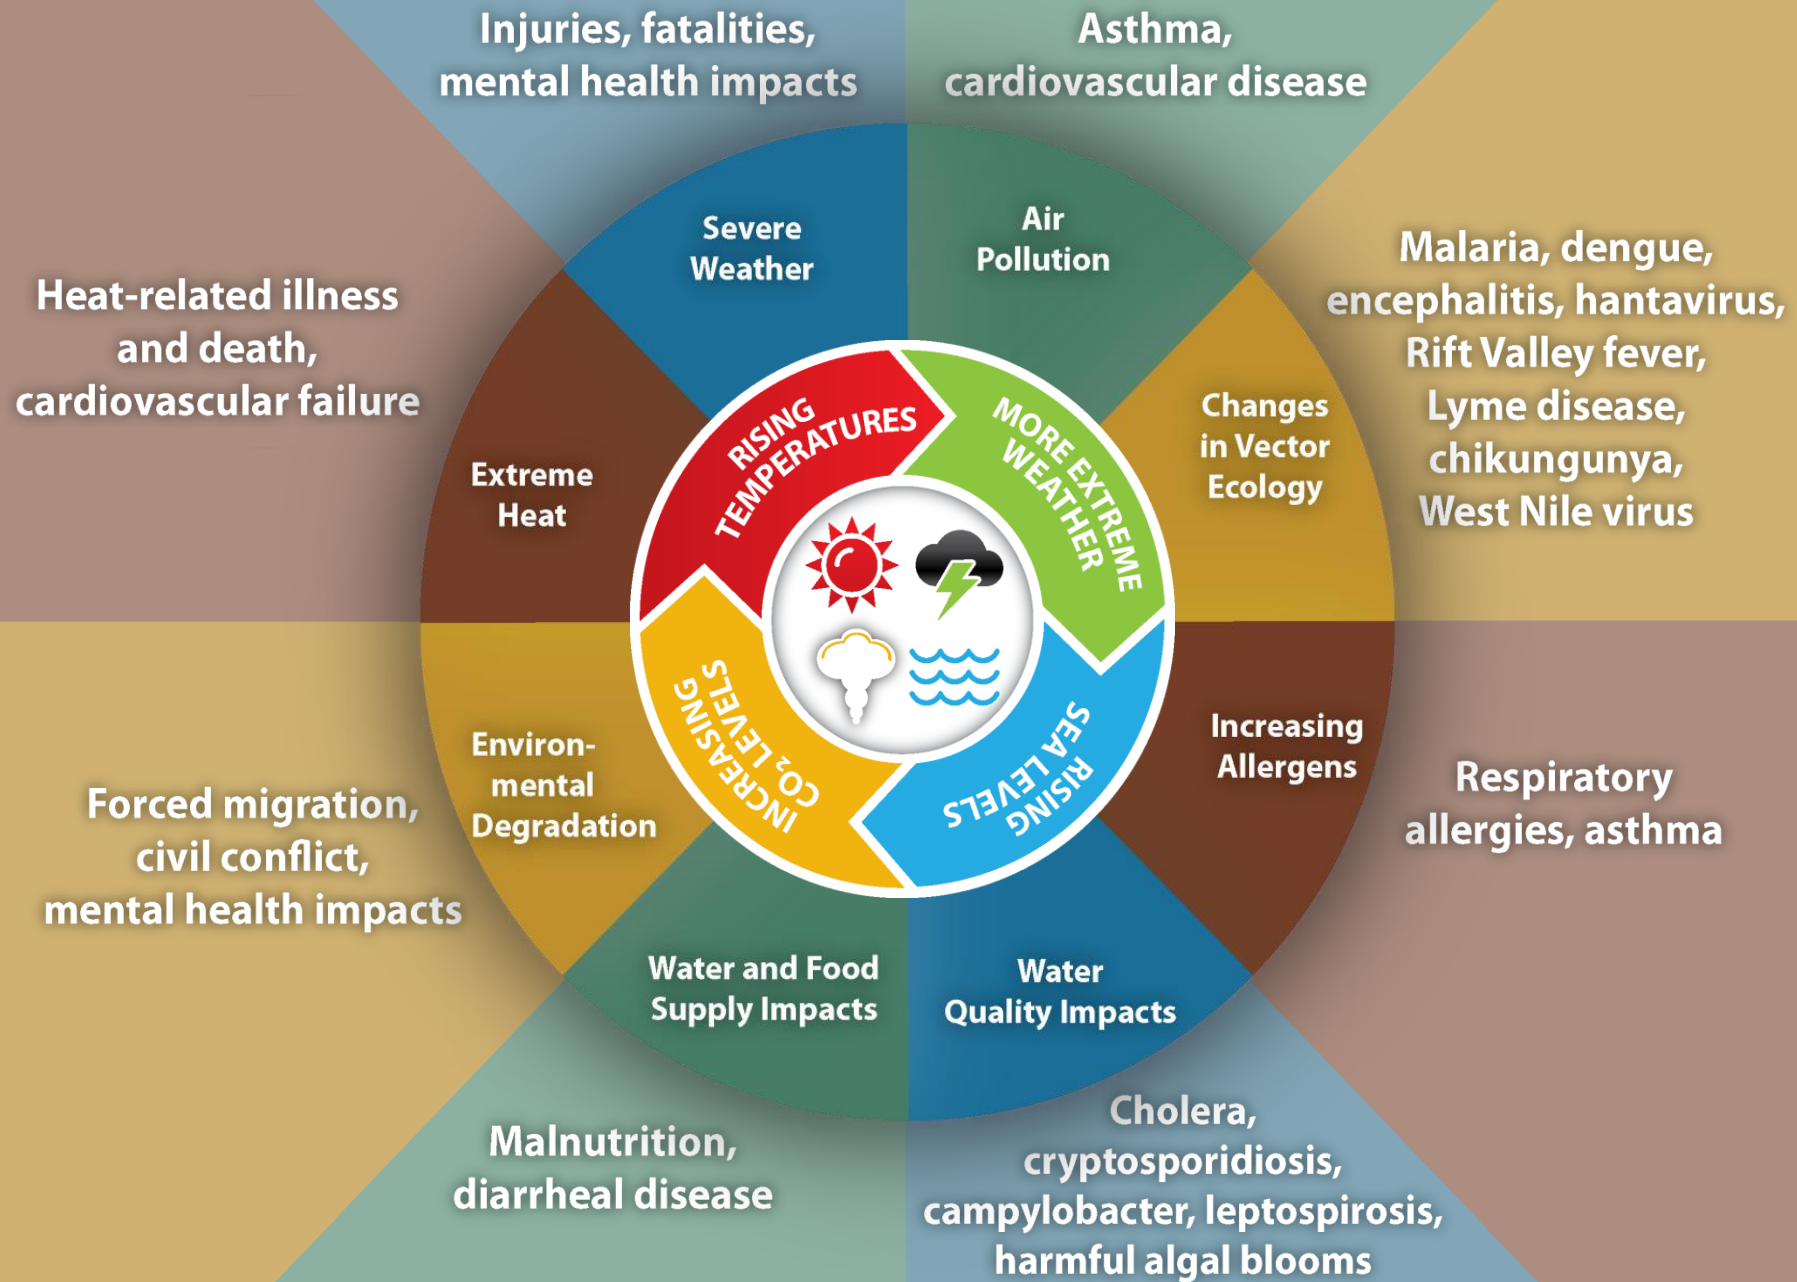 Injuries, fatalities,
mental health impacts
Asthma,
cardiovascular disease
Severe
Weather
Air
Pollution
Malaria, dengue,
encephalitis, hantavirus,
Rift Valley fever,
Lyme disease,
chikungunya,
West Nile virus
Heat-related illness
and death,
cardiovascular failure
Extreme
Heat
Changes
in Vector
Ecology
RISING
TEMPERATURES
MORE EXTREME
WEATHER
INCREASING
CO₂ LEVELS
RISING
SEA LEVELS
Environ-
mental
Degradation
Increasing
Allergens
Forced migration,
civil conflict,
mental health impacts
Respiratory
allergies, asthma
Water and Food
Supply Impacts
Water
Quality Impacts
Malnutrition,
diarrheal disease
Cholera,
cryptosporidiosis,
campylobacter, leptospirosis,
harmful algal blooms